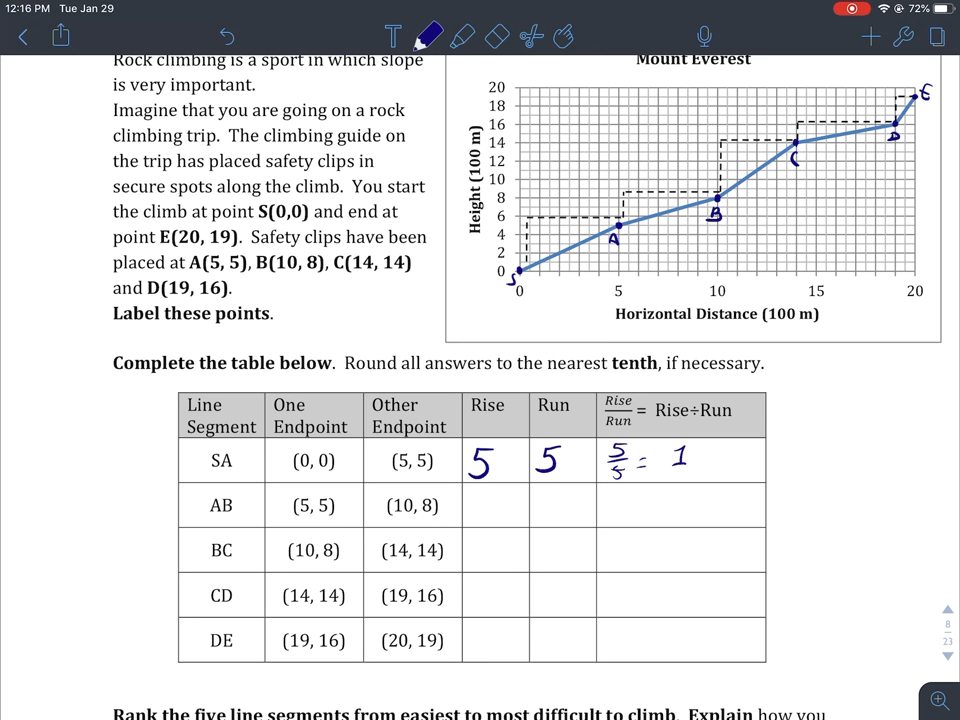 12:16 PM Tue Jan 29
72%
T
Rock climbing is a sport in which slope
is very important.
Imagine that you are going on a rock
climbing trip. The climbing guide on
the trip has placed safety clips in
secure spots along the climb. You start
the climb at point S(0,0) and end at
point E(20, 19). Safety clips have been
placed at A(5, 5), B(10, 8), C(14, 14)
and D(19, 16).
Label these points.
Mount Everest
Height (100 m)
20
18
16
14
12
10
8
6
4
2
0
S
A
B
C
D
E
0 5 10 15 20
Horizontal Distance (100 m)
Complete the table below. Round all answers to the nearest tenth, if necessary.
Line Segment One Endpoint Other Endpoint Rise Run Rise/Run = Rise÷Run
SA (0, 0) (5, 5) 5 5 5/5 = 1
AB (5, 5) (10, 8)
BC (10, 8) (14, 14)
CD (14, 14) (19, 16)
DE (19, 16) (20, 19)
8
23
Rank the five line segments from easiest to most difficult to climb. Explain how you